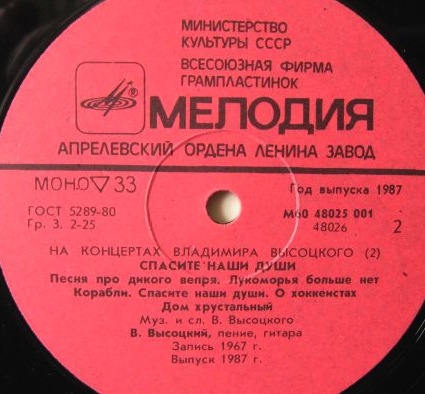 МИНИСТЕРСТВО
КУЛЬТУРЫ СССР
ВСЕСОЮЗНАЯ ФИРМА
ГРАМПЛАСТИНОК
®
МЕЛОДИЯ
АПРЕЛЕВСКИЙ ОРДЕНА ЛЕНИНА ЗАВОД
МОНО ▽ 33
Год выпуска 1987
ГОСТ 5289-80
М60 48025 001
Гр. 3. 2-25
48026
2
НА КОНЦЕРТАХ ВЛАДИМИРА ВЫСОЦКОГО (2)
СПАСИТЕ НАШИ ДУШИ
Песня про дикого вепря. Лукоморья больше нет
Корабли. Спасите наши души. О хоккеистах
Дом хрустальный
Муз. и сл. В. Высоцкого
В. Высоцкий, пение, гитара
Запись 1967 г.
Выпуск 1987 г.